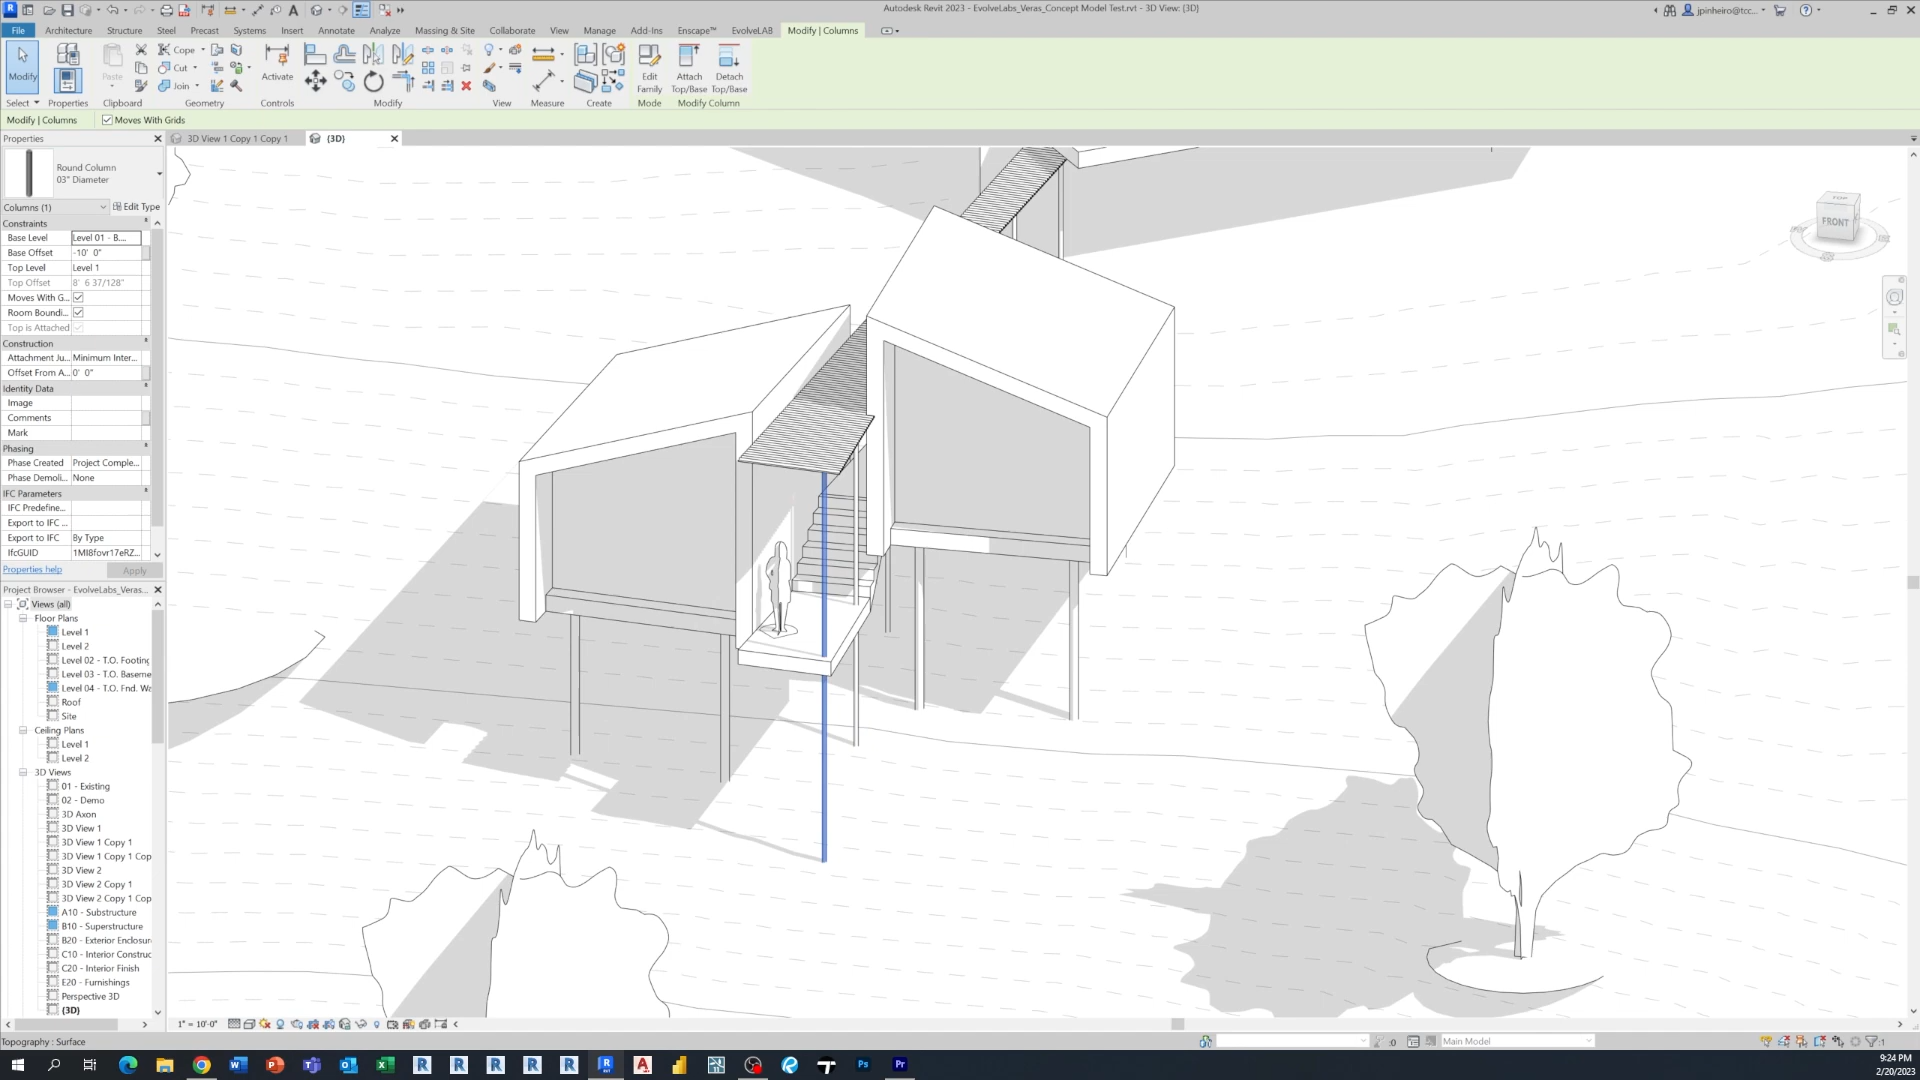 Autodesk Revit 2023 - EvolveLabs_Veras_Concept Model Test.rvt - 3D View: {3D}
jpinheiro@tcc...
File Architecture Structure Steel Precast Systems Insert Annotate Analyze Massing & Site Collaborate View Manage Add-Ins Enscape™ EvolveLAB Modify | Columns
Modify Paste Cope Cut Join Activate Edit Family Attach Top/Base Detach Top/Base
Select Properties Clipboard Geometry Controls Modify View Measure Create Mode Modify Column
Modify | Columns Moves With Grids
Properties
3D View 1 Copy 1 Copy 1
{3D}
Round Column
03" Diameter
Columns (1) Edit Type
Constraints
Base Level Level 01 - B...
Base Offset -10' 0"
Top Level Level 1
Top Offset 8' 6 37/128"
Moves With G...
Room Boundi...
Top is Attached
Construction
Attachment Ju... Minimum Inter...
Offset From A... 0' 0"
Identity Data
Image
Comments
Mark
Phasing
Phase Created Project Comple...
Phase Demoli... None
IFC Parameters
IFC Predefine...
Export to IFC ...
Export to IFC By Type
IfcGUID 1MI8fovr17eRZ...
Properties help Apply
Project Browser - EvolveLabs_Veras...
Views (all)
Floor Plans
Level 1
Level 2
Level 02 - T.O. Footing
Level 03 - T.O. Baseme
Level 04 - T.O. Fnd. Wa
Roof
Site
Ceiling Plans
Level 1
Level 2
3D Views
01 - Existing
02 - Demo
3D Axon
3D View 1
3D View 1 Copy 1
3D View 1 Copy 1 Cop
3D View 2
3D View 2 Copy 1
3D View 2 Copy 1 Cop
A10 - Substructure
B10 - Superstructure
B20 - Exterior Enclosur
C10 - Interior Construc
C20 - Interior Finish
E20 - Furnishings
Perspective 3D
{3D}
TOP
FRONT
1" = 10'-0"
Topography : Surface
:0
Main Model
:1
9:24 PM
2/20/2023